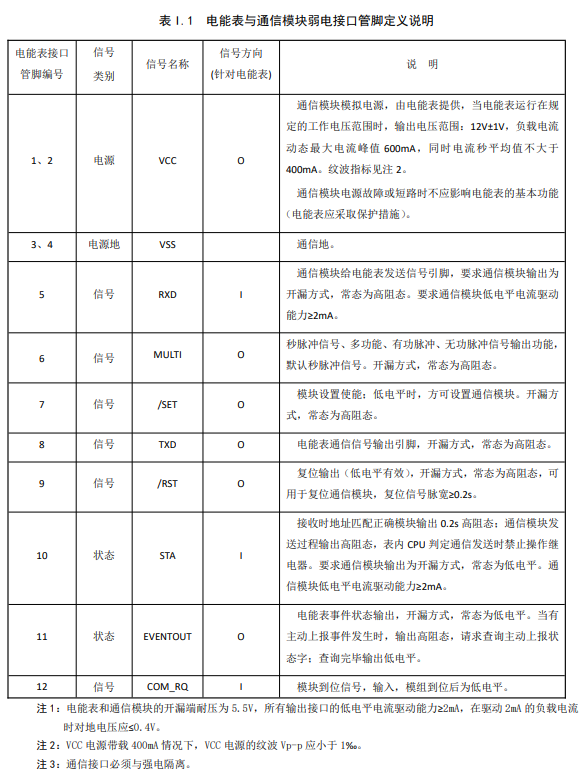 表 I.1 电能表与通信模块弱电接口管脚定义说明
电能表接口
管脚编号
信号
类别
信号名称
信号方向
(针对电能表)
说 明
1、2
电源
VCC
O
通信模块模拟电源，由电能表提供，当电能表运行在规
定的工作电压范围时，输出电压范围：12V±1V，负载电流
动态最大电流峰值 600mA，同时电流秒平均值不大于
400mA。纹波指标见注 2。
通信模块电源故障或短路时不应影响电能表的基本功能
（电能表应采取保护措施）。
3、4
电源地
VSS
通信地。
5
信号
RXD
I
通信模块给电能表发送信号引脚，要求通信模块输出为
开漏方式，常态为高阻态。要求通信模块低电平电流驱动
能力≥2mA。
6
信号
MULTI
O
秒脉冲信号、多功能、有功脉冲、无功脉冲信号输出功能，
默认秒脉冲信号。开漏方式，常态为高阻态。
7
信号
/SET
O
模块设置使能；低电平时，方可设置通信模块。开漏方
式，常态为高阻态。
8
信号
TXD
O
电能表通信信号输出引脚，开漏方式，常态为高阻态。
9
信号
/RST
O
复位输出（低电平有效），开漏方式，常态为高阻态，可
用于复位通信模块，复位信号脉宽≥0.2s。
10
状态
STA
I
接收时地址匹配正确模块输出 0.2s 高阻态；通信模块发
送过程输出高阻态，表内 CPU 判定通信发送时禁止操作继
电器。要求通信模块输出为开漏方式，常态为低电平。通
信模块低电平电流驱动能力≥2mA。
11
状态
EVENTOUT
O
电能表事件状态输出，开漏方式，常态为低电平。当有
主动上报事件发生时，输出高阻态，请求查询主动上报状
态字；查询完毕输出低电平。
12
信号
COM_RQ
I
模块到位信号，输入，模组到位后为低电平。
注 1：电能表和通信模块的开漏端耐压为 5.5V，所有输出接口的低电平电流驱动能力≥2mA，在驱动 2mA 的负载电流
时对地电压应≤0.4V。
注 2：VCC 电源带载 400mA 情况下，VCC 电源的纹波 Vp-p 应小于 1‰。
注 3：通信接口必须与强电隔离。